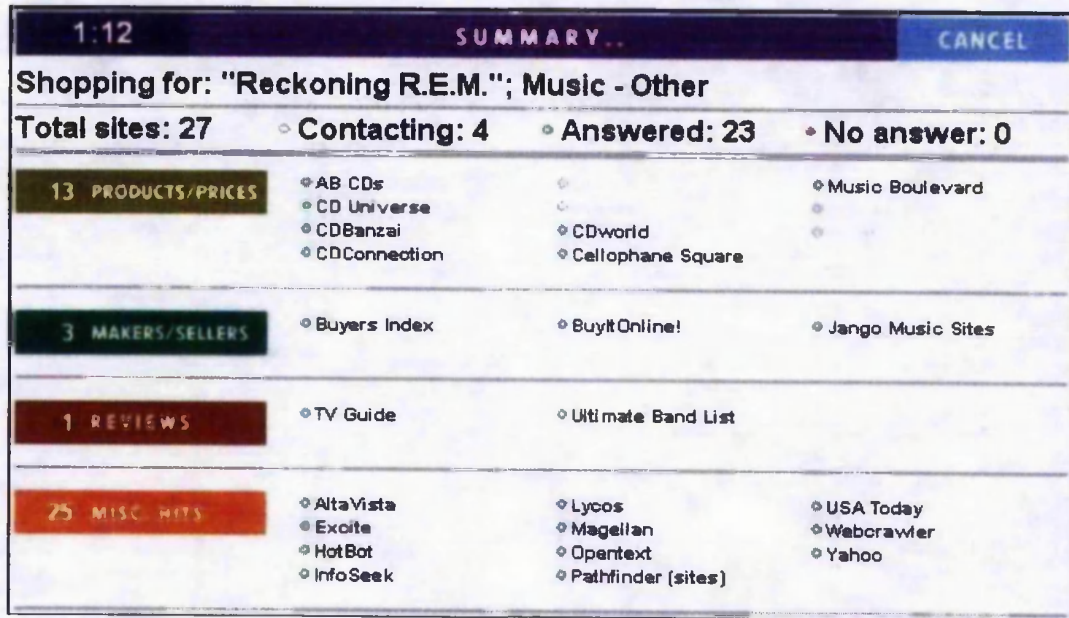 1:12 SUMMARY.. CANCEL
Shopping for: "Reckoning R.E.M."; Music - Other
Total sites: 27 Contacting: 4 Answered: 23 No answer: 0
13 PRODUCTS/PRICES
AB CDs Music Boulevard
CD Universe
CDBanzai CDworld
CDConnection Cellophane Square
3 MAKERS/SELLERS Buyers Index BuyItOnline! Jango Music Sites
1 REVIEWS TV Guide Ultimate Band List
25 MISC HITS
AltaVista Lycos USA Today
Excite Magellan Webcrawler
HotBot Opentext Yahoo
InfoSeek Pathfinder (sites)